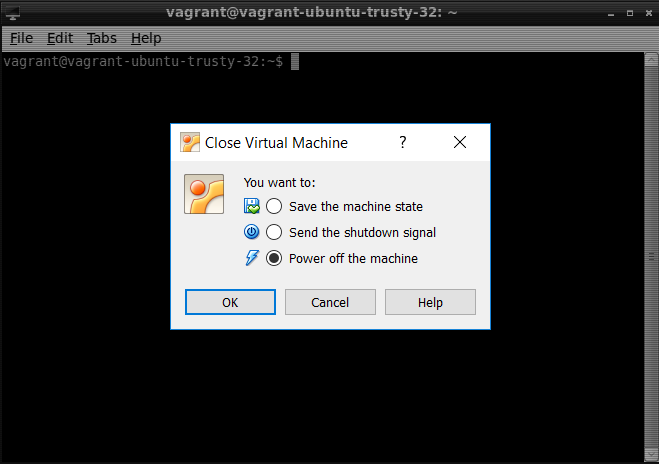 vagrant@vagrant-ubuntu-trusty-32: ~
File Edit Tabs Help
vagrant@vagrant-ubuntu-trusty-32:~$
Close Virtual Machine ?
You want to:
Save the machine state
Send the shutdown signal
Power off the machine
OK Cancel Help